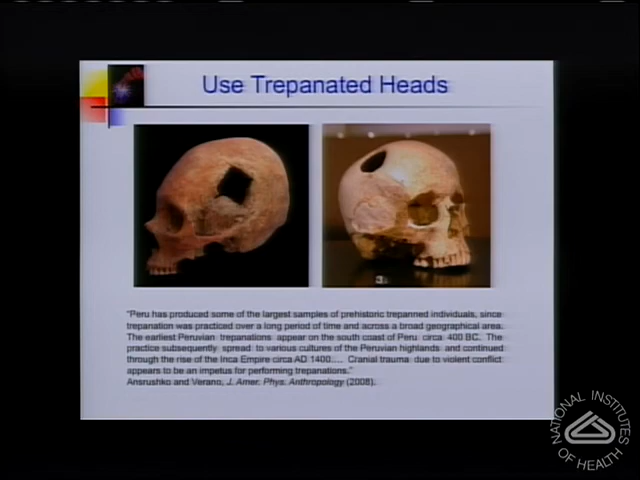 Use Trepanated Heads
"Peru has produced some of the largest samples of prehistoric trepanned individuals, since
trepanation was practiced over a long period of time and across a broad geographical area.
The earliest Peruvian trepanations appear on the south coast of Peru circa 400 BC. The
practice subsequently spread to various cultures of the Peruvian highlands and continued
through the rise of the Inca Empire circa AD 1400.... Cranial trauma due to violent conflict
appears to be an impetus for performing trepanations."
Ansrushko and Verano, J. Amer. Phys. Anthropology (2008).
NATIONAL INSTITUTES
OF HEALTH